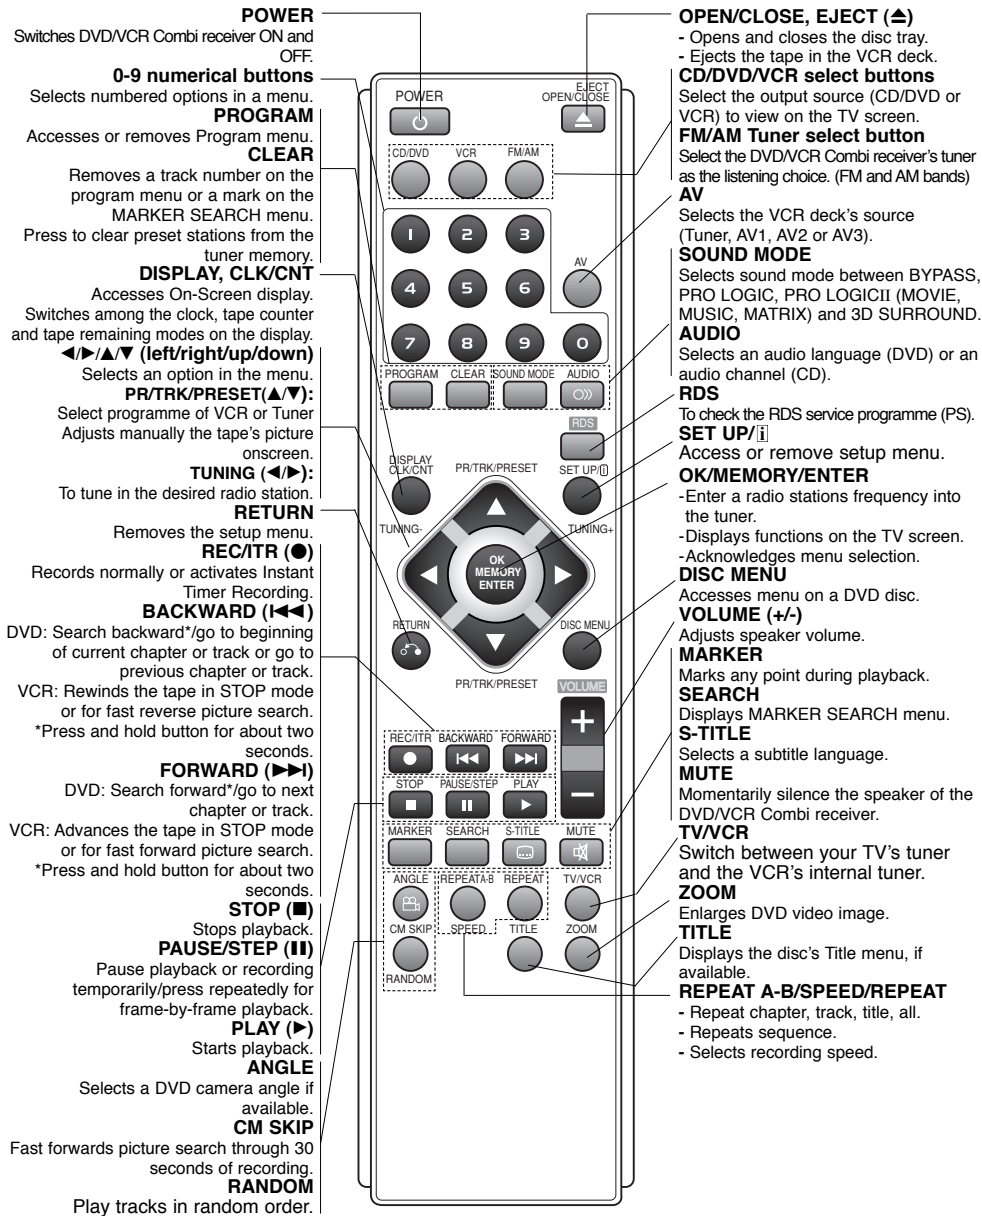 POWER
Switches DVD/VCR Combi receiver ON and
OFF.
0-9 numerical buttons
Selects numbered options in a menu.
PROGRAM
Accesses or removes Program menu.
CLEAR
Removes a track number on the
program menu or a mark on the
MARKER SEARCH menu.
Press to clear preset stations from the
tuner memory.
DISPLAY, CLK/CNT
Accesses On-Screen display.
Switches among the clock, tape counter
and tape remaining modes on the display.
◀/▶/▲/▼ (left/right/up/down)
Selects an option in the menu.
PR/TRK/PRESET(▲/▼):
Select programme of VCR or Tuner
Adjusts manually the tape's picture
onscreen.
TUNING (◀/▶):
To tune in the desired radio station.
RETURN
Removes the setup menu.
REC/ITR (●)
Records normally or activates Instant
Timer Recording.
BACKWARD (I◀◀)
DVD: Search backward*/go to beginning
of current chapter or track or go to
previous chapter or track.
VCR: Rewinds the tape in STOP mode
or for fast reverse picture search.
*Press and hold button for about two
seconds.
FORWARD (▶▶I)
DVD: Search forward*/go to next
chapter or track.
VCR: Advances the tape in STOP mode
or for fast forward picture search.
*Press and hold button for about two
seconds.
STOP (■)
Stops playback.
PAUSE/STEP (II)
Pause playback or recording
temporarily/press repeatedly for
frame-by-frame playback.
PLAY (▶)
Starts playback.
ANGLE
Selects a DVD camera angle if
available.
CM SKIP
Fast forwards picture search through 30
seconds of recording.
RANDOM
Play tracks in random order.
POWER
EJECT
OPEN/CLOSE
CD/DVD VCR FM/AM
1 2 3
AV
4 5 6
7 8 9 0
PROGRAM CLEAR SOUND MODE AUDIO
RDS
DISPLAY
CLK/CNT
PR/TRK/PRESET
SET UP/i
TUNING- TUNING+
OK
MEMORY
ENTER
RETURN DISC MENU
PR/TRK/PRESET
VOLUME
+
REC/ITR BACKWARD FORWARD
STOP PAUSE/STEP PLAY
–
MARKER SEARCH S-TITLE MUTE
ANGLE REPEATA-B REPEAT TV/VCR
CM SKIP SPEED TITLE ZOOM
RANDOM
OPEN/CLOSE, EJECT (⏏)
- Opens and closes the disc tray.
- Ejects the tape in the VCR deck.
CD/DVD/VCR select buttons
Select the output source (CD/DVD or
VCR) to view on the TV screen.
FM/AM Tuner select button
Select the DVD/VCR Combi receiver's tuner
as the listening choice. (FM and AM bands)
AV
Selects the VCR deck's source
(Tuner, AV1, AV2 or AV3).
SOUND MODE
Selects sound mode between BYPASS,
PRO LOGIC, PRO LOGICII (MOVIE,
MUSIC, MATRIX) and 3D SURROUND.
AUDIO
Selects an audio language (DVD) or an
audio channel (CD).
RDS
To check the RDS service programme (PS).
SET UP/i
Access or remove setup menu.
OK/MEMORY/ENTER
-Enter a radio stations frequency into
the tuner.
-Displays functions on the TV screen.
-Acknowledges menu selection.
DISC MENU
Accesses menu on a DVD disc.
VOLUME (+/-)
Adjusts speaker volume.
MARKER
Marks any point during playback.
SEARCH
Displays MARKER SEARCH menu.
S-TITLE
Selects a subtitle language.
MUTE
Momentarily silence the speaker of the
DVD/VCR Combi receiver.
TV/VCR
Switch between your TV's tuner
and the VCR's internal tuner.
ZOOM
Enlarges DVD video image.
TITLE
Displays the disc's Title menu, if
available.
REPEAT A-B/SPEED/REPEAT
- Repeat chapter, track, title, all.
- Repeats sequence.
- Selects recording speed.